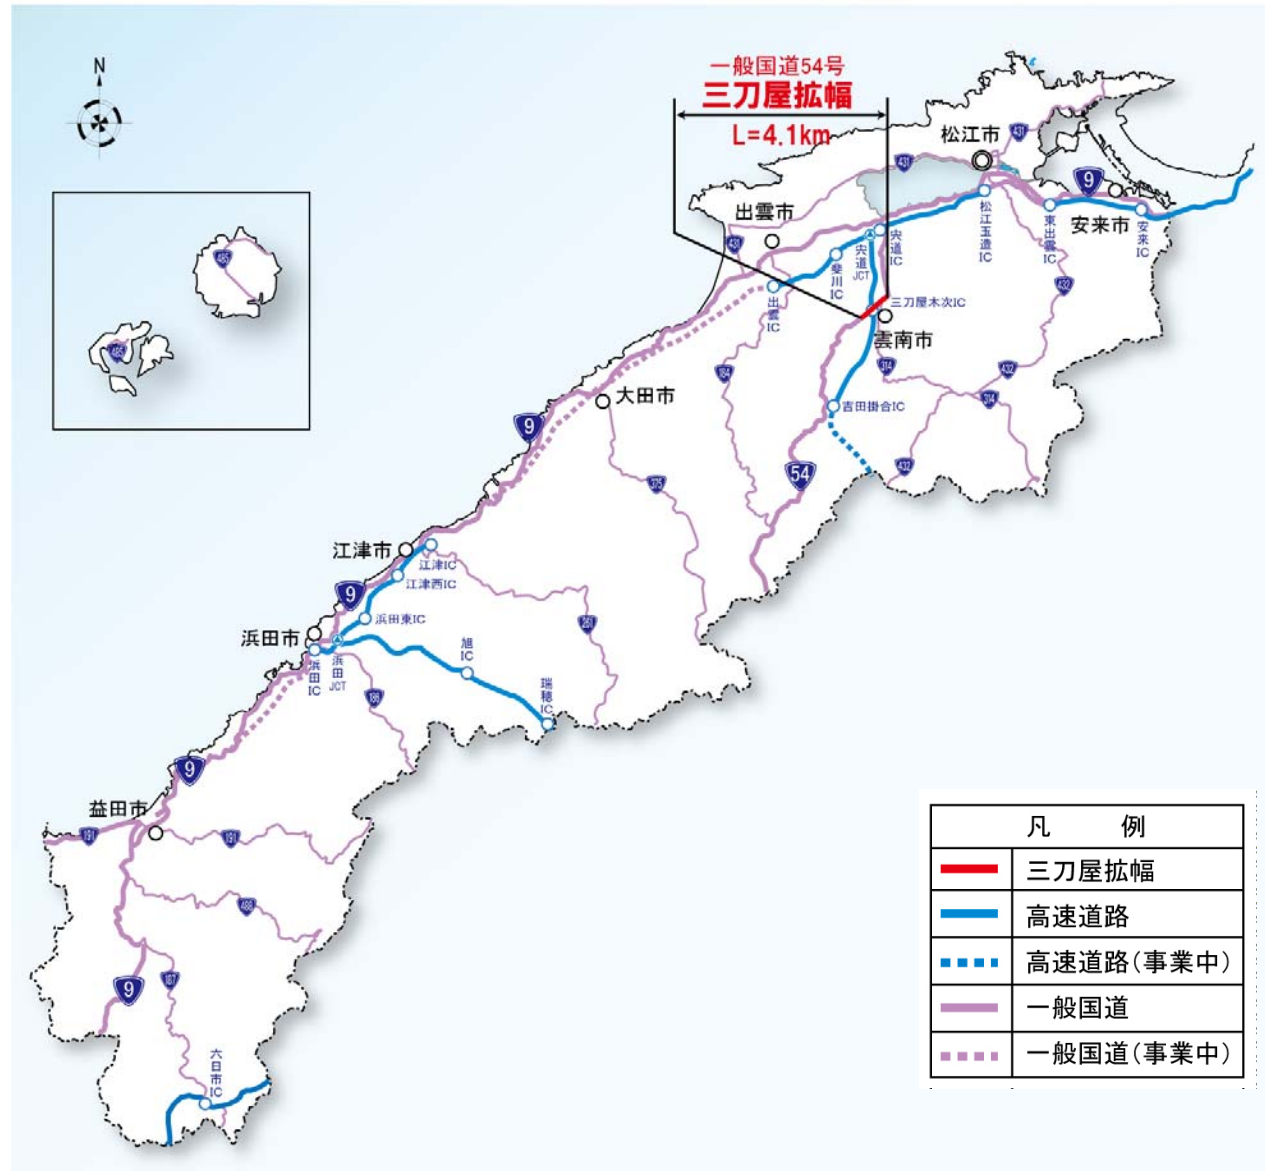 N
一般国道54号
三刀屋拡幅
L=4.1km
松江市
431
431
9
出雲市
安来市
431
485
485
松江玉造IC
東出雲IC
安来IC
宍道IC
宍道JCT
斐川IC
出雲IC
三刀屋木次IC
雲南市
432
184
314
432
314
吉田掛合IC
432
54
大田市
9
375
江津市
江津IC
江津西IC
9
浜田東IC
261
浜田市
浜田IC
浜田JCT
旭IC
瑞穂IC
186
9
益田市
191
191
488
9
187
六日市IC
凡 例
三刀屋拡幅
高速道路
高速道路(事業中)
一般国道
一般国道(事業中)